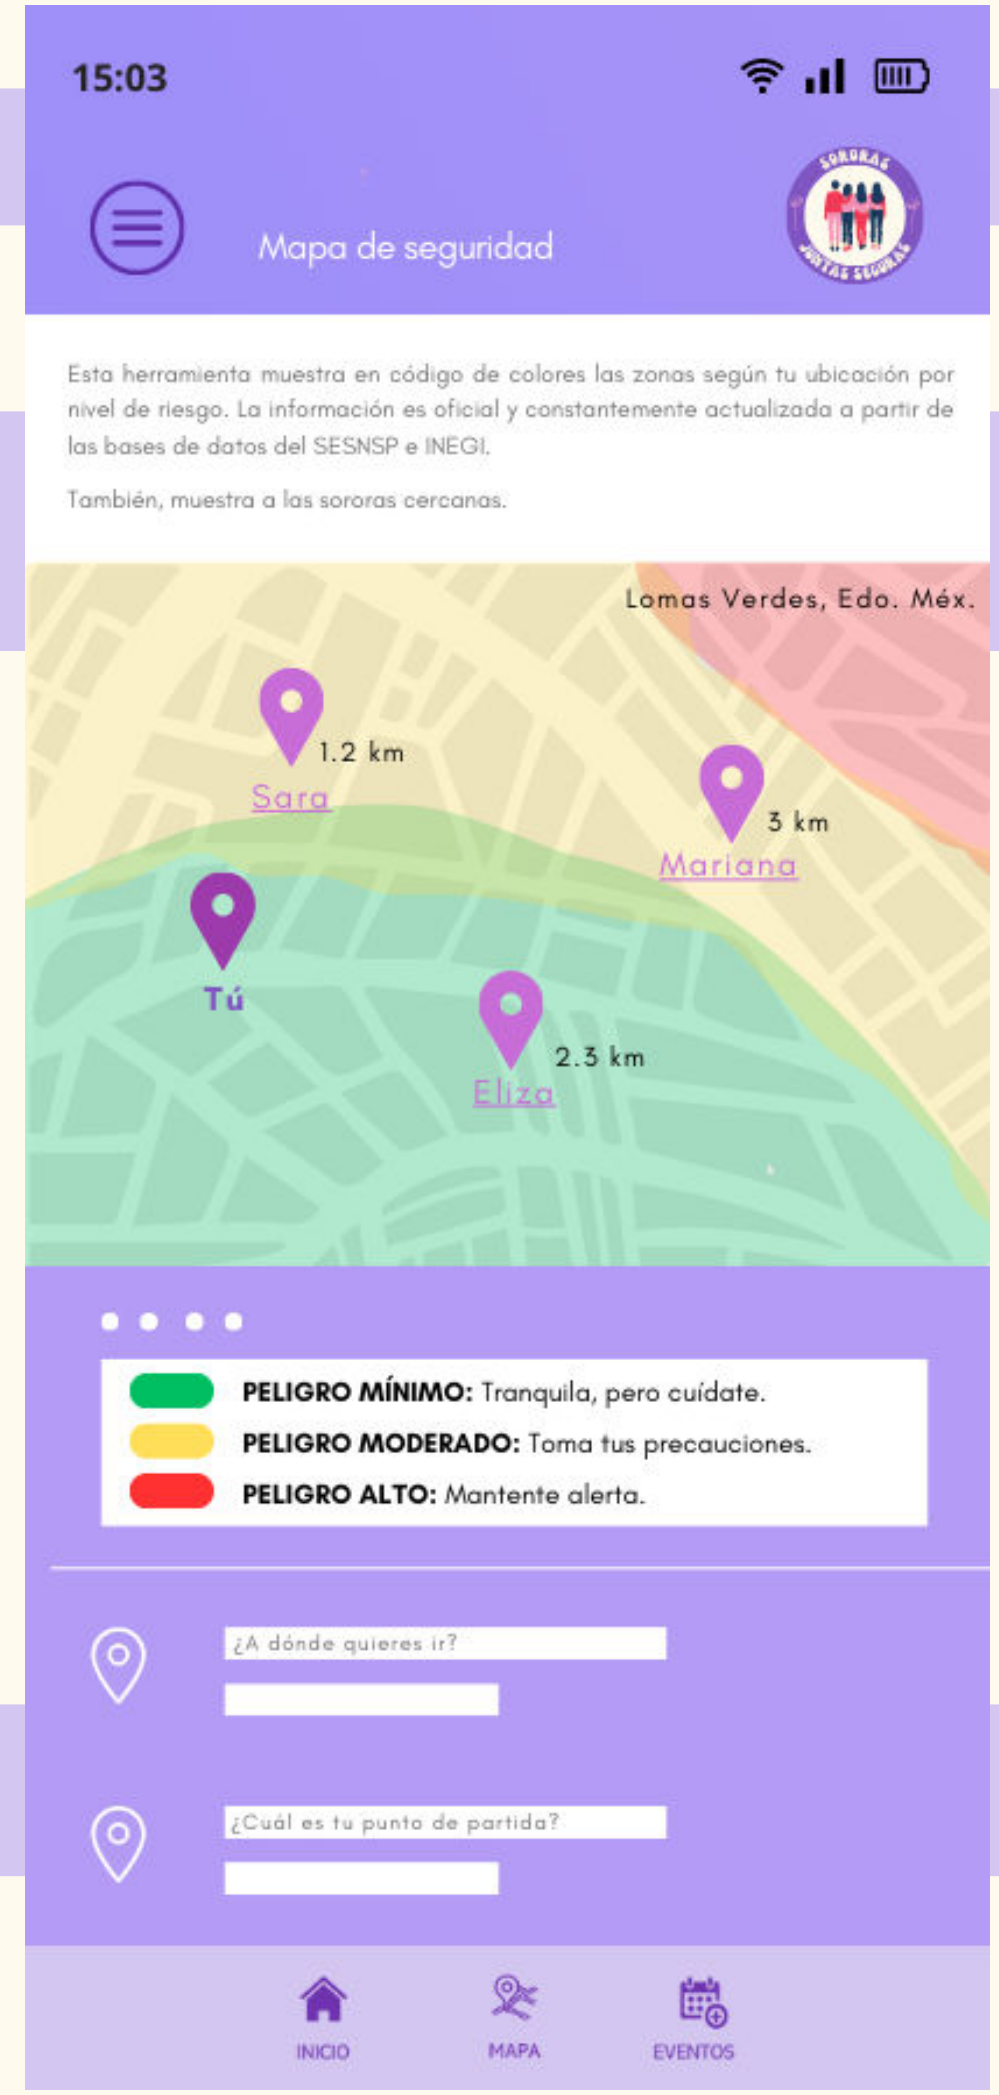 15:03
SORORAS
JUNTAS SEGURAS
Mapa de seguridad
Esta herramienta muestra en código de colores las zonas según tu ubicación por
nivel de riesgo. La información es oficial y constantemente actualizada a partir de
las bases de datos del SESNSP e INEGI.
También, muestra a las sororas cercanas.
Lomas Verdes, Edo. Méx.
1.2 km
Sara
3 km
Mariana
Tú
2.3 km
Eliza
PELIGRO MÍNIMO: Tranquila, pero cuídate.
PELIGRO MODERADO: Toma tus precauciones.
PELIGRO ALTO: Mantente alerta.
¿A dónde quieres ir?
¿Cuál es tu punto de partida?
INICIO
MAPA
EVENTOS